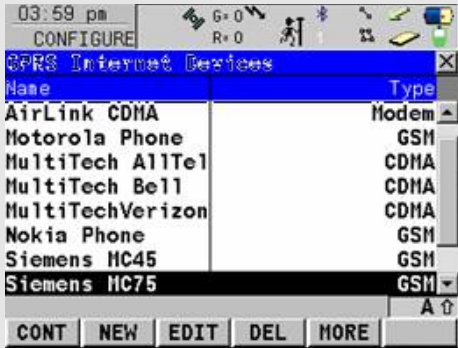 03:59 pm
G= 0
CONFIGURE
R= 0
1
GPRS Internet Devices
Name Type
AirLink CDMA Modem
Motorola Phone GSM
MultiTech AllTel CDMA
MultiTech Bell CDMA
MultiTechVerizon CDMA
Nokia Phone GSM
Siemens MC45 GSM
Siemens MC75 GSM
A
CONT NEW EDIT DEL MORE